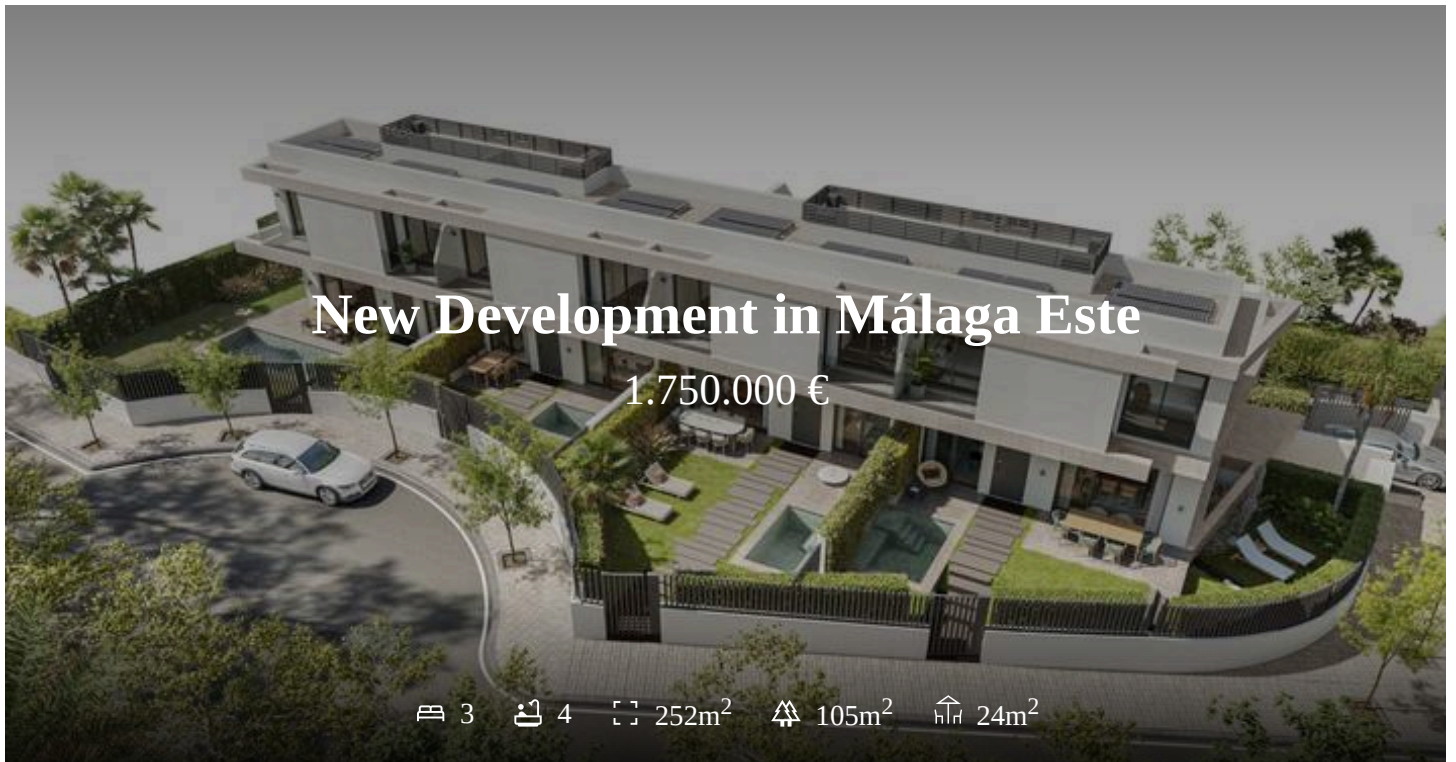 New Development in Málaga Este
1.750.000 €
3 4 252m² 105m² 24m²